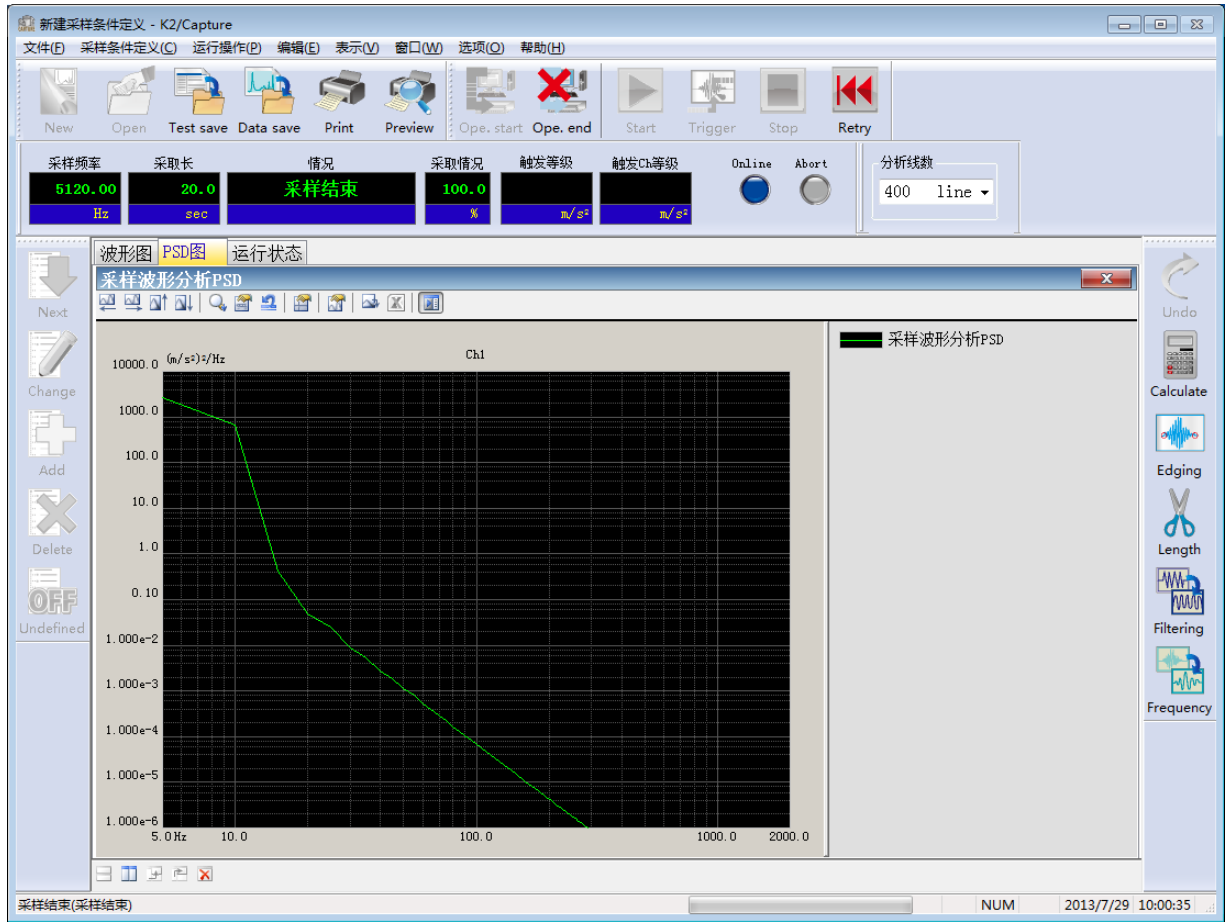 新建采样条件定义 - K2/Capture
文件(F) 采样条件定义(C) 运行操作(P) 编辑(E) 表示(V) 窗口(W) 选项(O) 帮助(H)
New Open Test save Data save Print Preview Ope. start Ope. end Start Trigger Stop Retry
采样频率 采取长 情况 采取情况 触发等级 触发Ch等级 Online Abort 分析线数
5120.00 20.0 采样结束 100.0 400 line
Hz sec % m/s² m/s²
波形图 PSD图 运行状态
采样波形分析PSD
Next
Change
Add
Delete
OFF
Undefined
采样波形分析PSD
10000.0 (m/s²)²/Hz Ch1
1000.0
100.0
10.0
1.0
0.10
1.000e-2
1.000e-3
1.000e-4
1.000e-5
1.000e-6
5.0Hz 10.0 100.0 1000.0 2000.0
Undo
Calculate
Edging
Length
Filtering
Frequency
采样结束(采样结束) NUM 2013/7/29 10:00:35